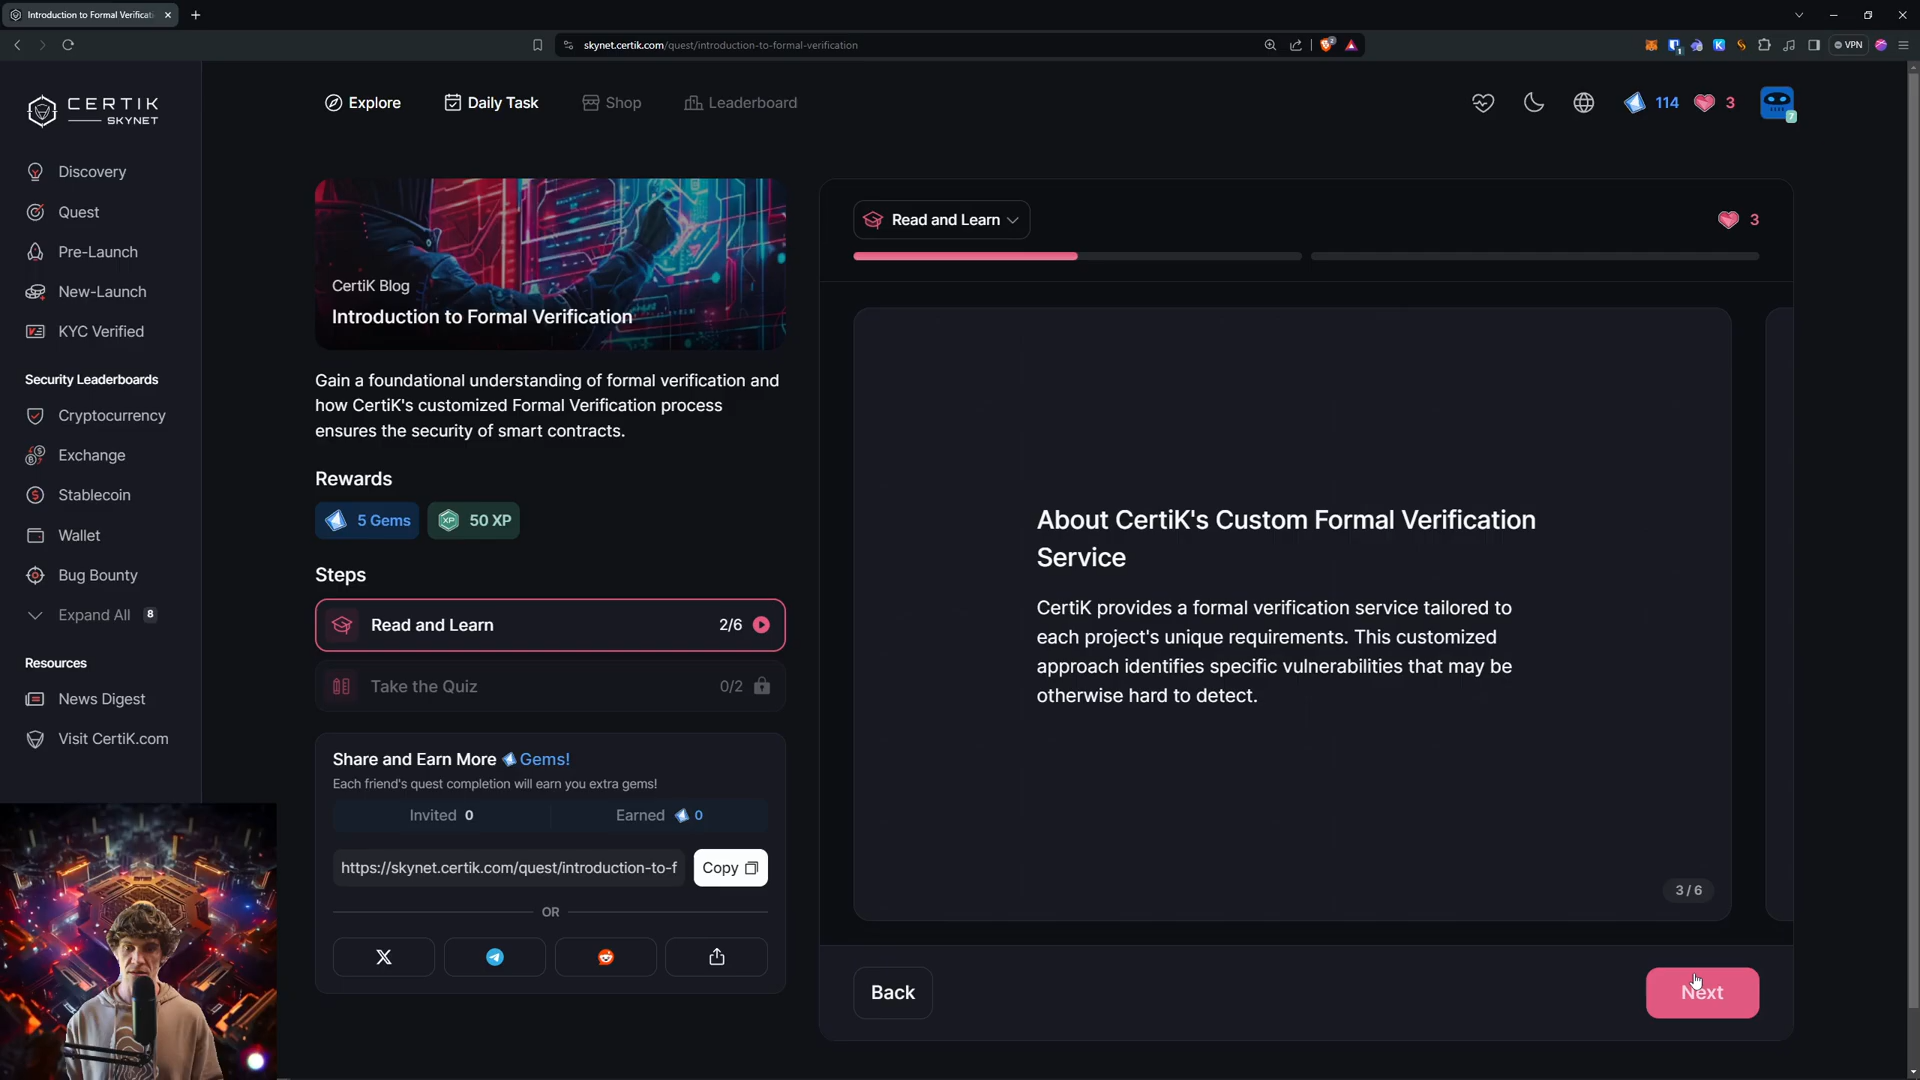 Introduction to Formal Verificati
skynet.certik.com/quest/introduction-to-formal-verification
VPN
CERTIK
SKYNET
Explore
Daily Task
Shop
Leaderboard
114
3
7
Discovery
Quest
Pre-Launch
New-Launch
KYC Verified
Security Leaderboards
Cryptocurrency
Exchange
Stablecoin
Wallet
Bug Bounty
Expand All 8
Resources
News Digest
Visit CertiK.com
CertiK Blog
Introduction to Formal Verification
Gain a foundational understanding of formal verification and
how CertiK's customized Formal Verification process
ensures the security of smart contracts.
Rewards
5 Gems
XP 50 XP
Steps
Read and Learn 2/6
Take the Quiz 0/2
Share and Earn More Gems!
Each friend's quest completion will earn you extra gems!
Invited 0
Earned 0
https://skynet.certik.com/quest/introduction-to-f
Copy
OR
Read and Learn
3
About CertiK's Custom Formal Verification
Service
CertiK provides a formal verification service tailored to
each project's unique requirements. This customized
approach identifies specific vulnerabilities that may be
otherwise hard to detect.
3 / 6
Back
Next